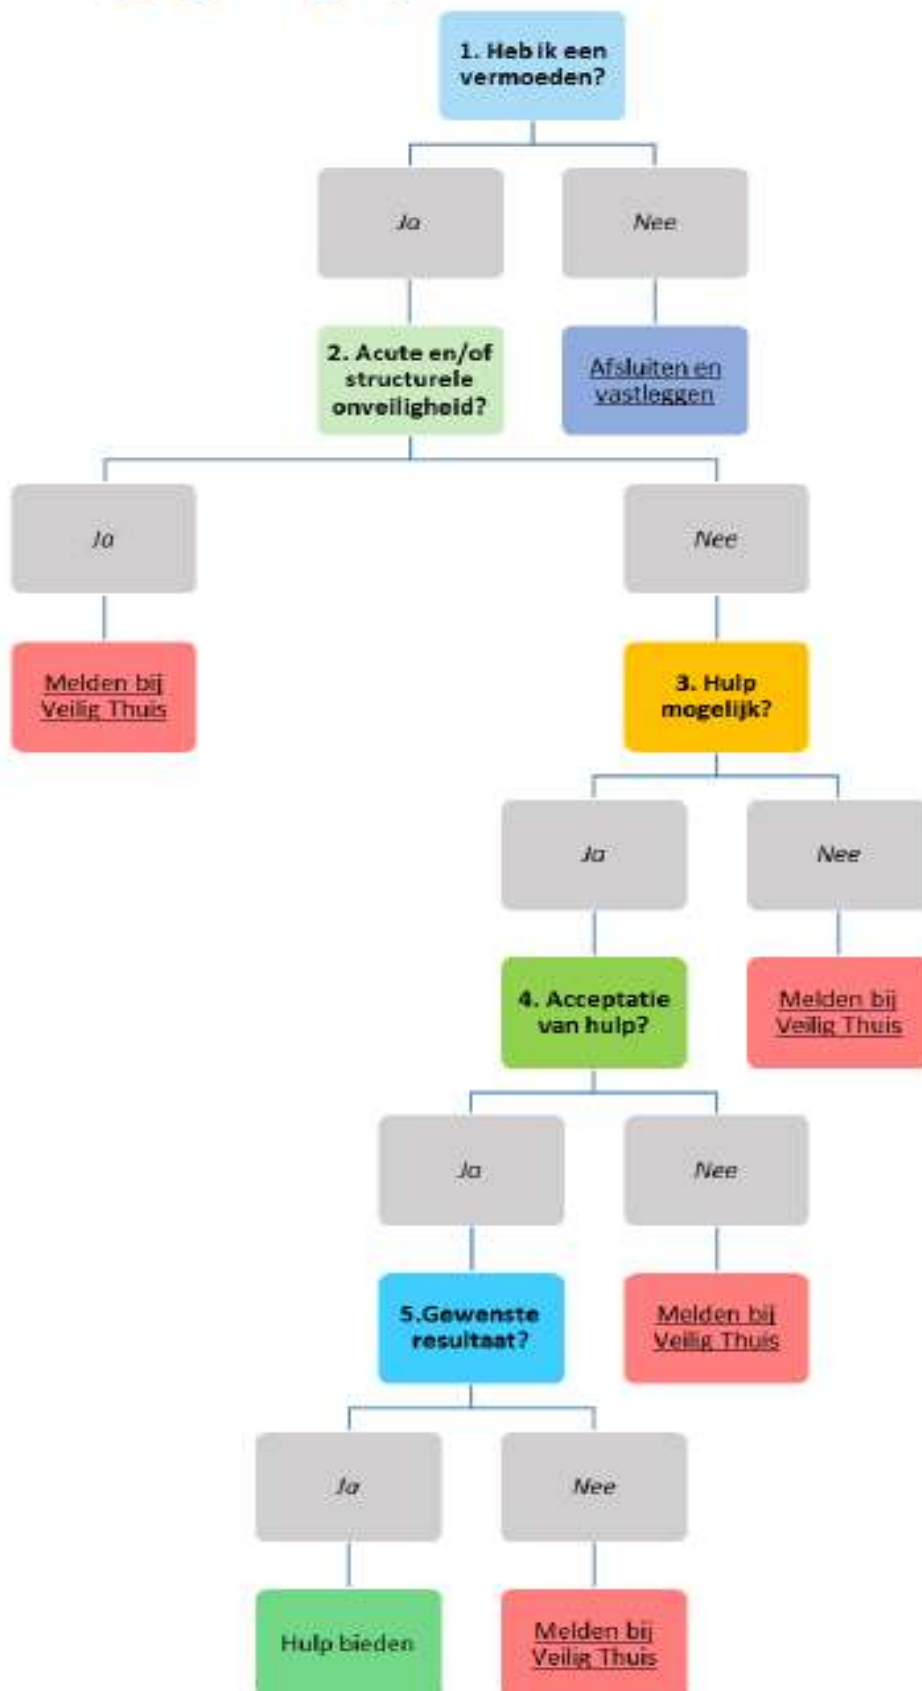 1. Heb ik een
vermoeden?
Ja
Nee
2. Acute en/of
structurele
onveiligheid?
Afsluiten en
vastleggen
Ja
Nee
Melden bij
Veilig Thuis
3. Hulp
mogelijk?
Ja
Nee
4. Acceptatie
van hulp?
Melden bij
Veilig Thuis
Ja
Nee
5.Gewenste
resultaat?
Melden bij
Veilig Thuis
Ja
Nee
Hulp bieden
Melden bij
Veilig Thuis